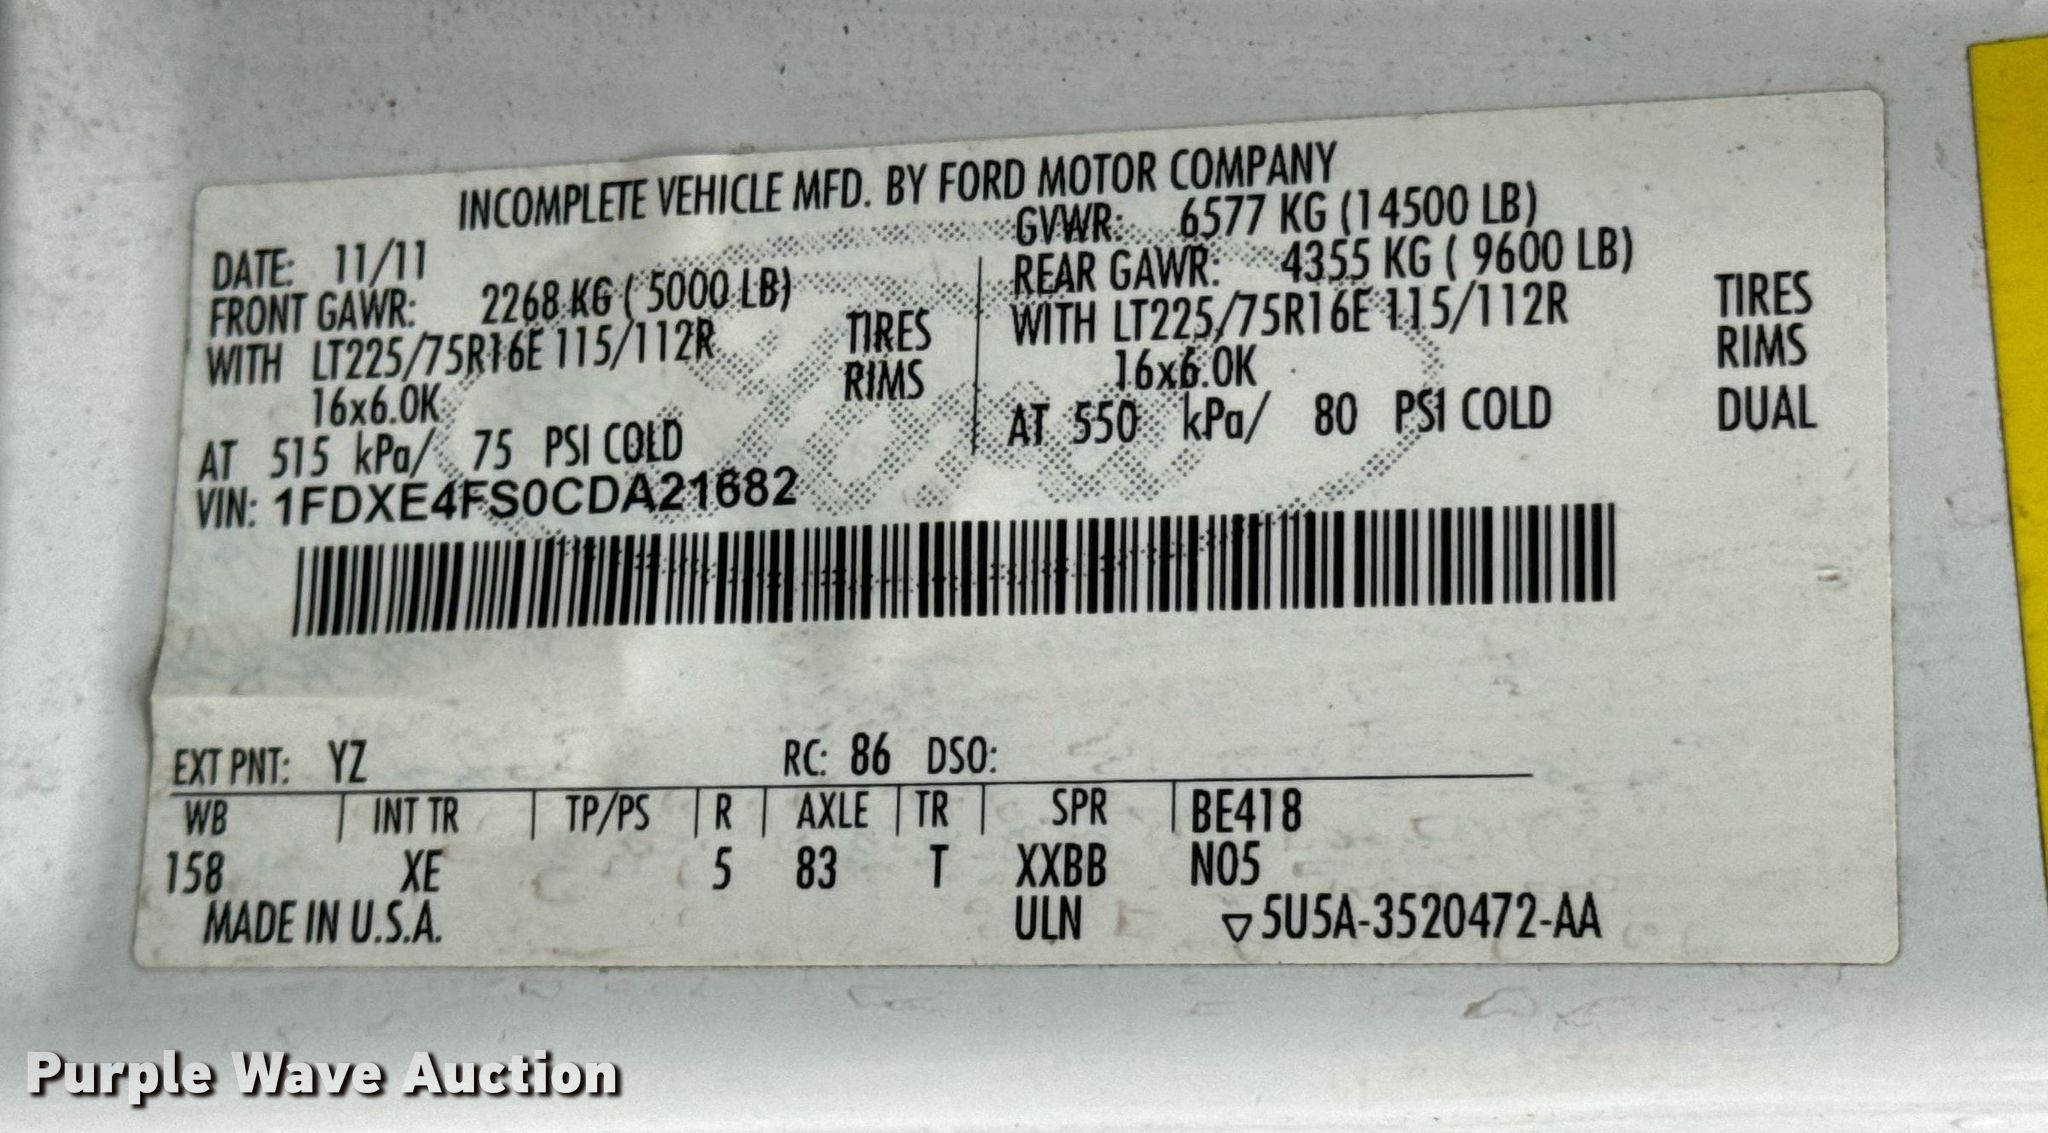 INCOMPLETE VEHICLE MFD. BY FORD MOTOR COMPANY
DATE: 11/11
GVWR: 6577 KG (14500 LB)
FRONT GAWR: 2268 KG ( 5000 LB)
REAR GAWR: 4355 KG ( 9600 LB)
WITH LT225/75R16E 115/112R TIRES
WITH LT225/75R16E 115/112R TIRES
16x6.0K RIMS
16x6.0K RIMS
AT 515 kPa/ 75 PSI COLD
AT 550 kPa/ 80 PSI COLD DUAL
VIN: 1FDXE4FS0CDA21682
EXT PNT: YZ RC: 86 DSO:
WB INT TR TP/PS R AXLE TR SPR BE418
158 XE 5 83 T XXBB N05
MADE IN U.S.A. ULN ▽5U5A-3520472-AA
Purple Wave Auction